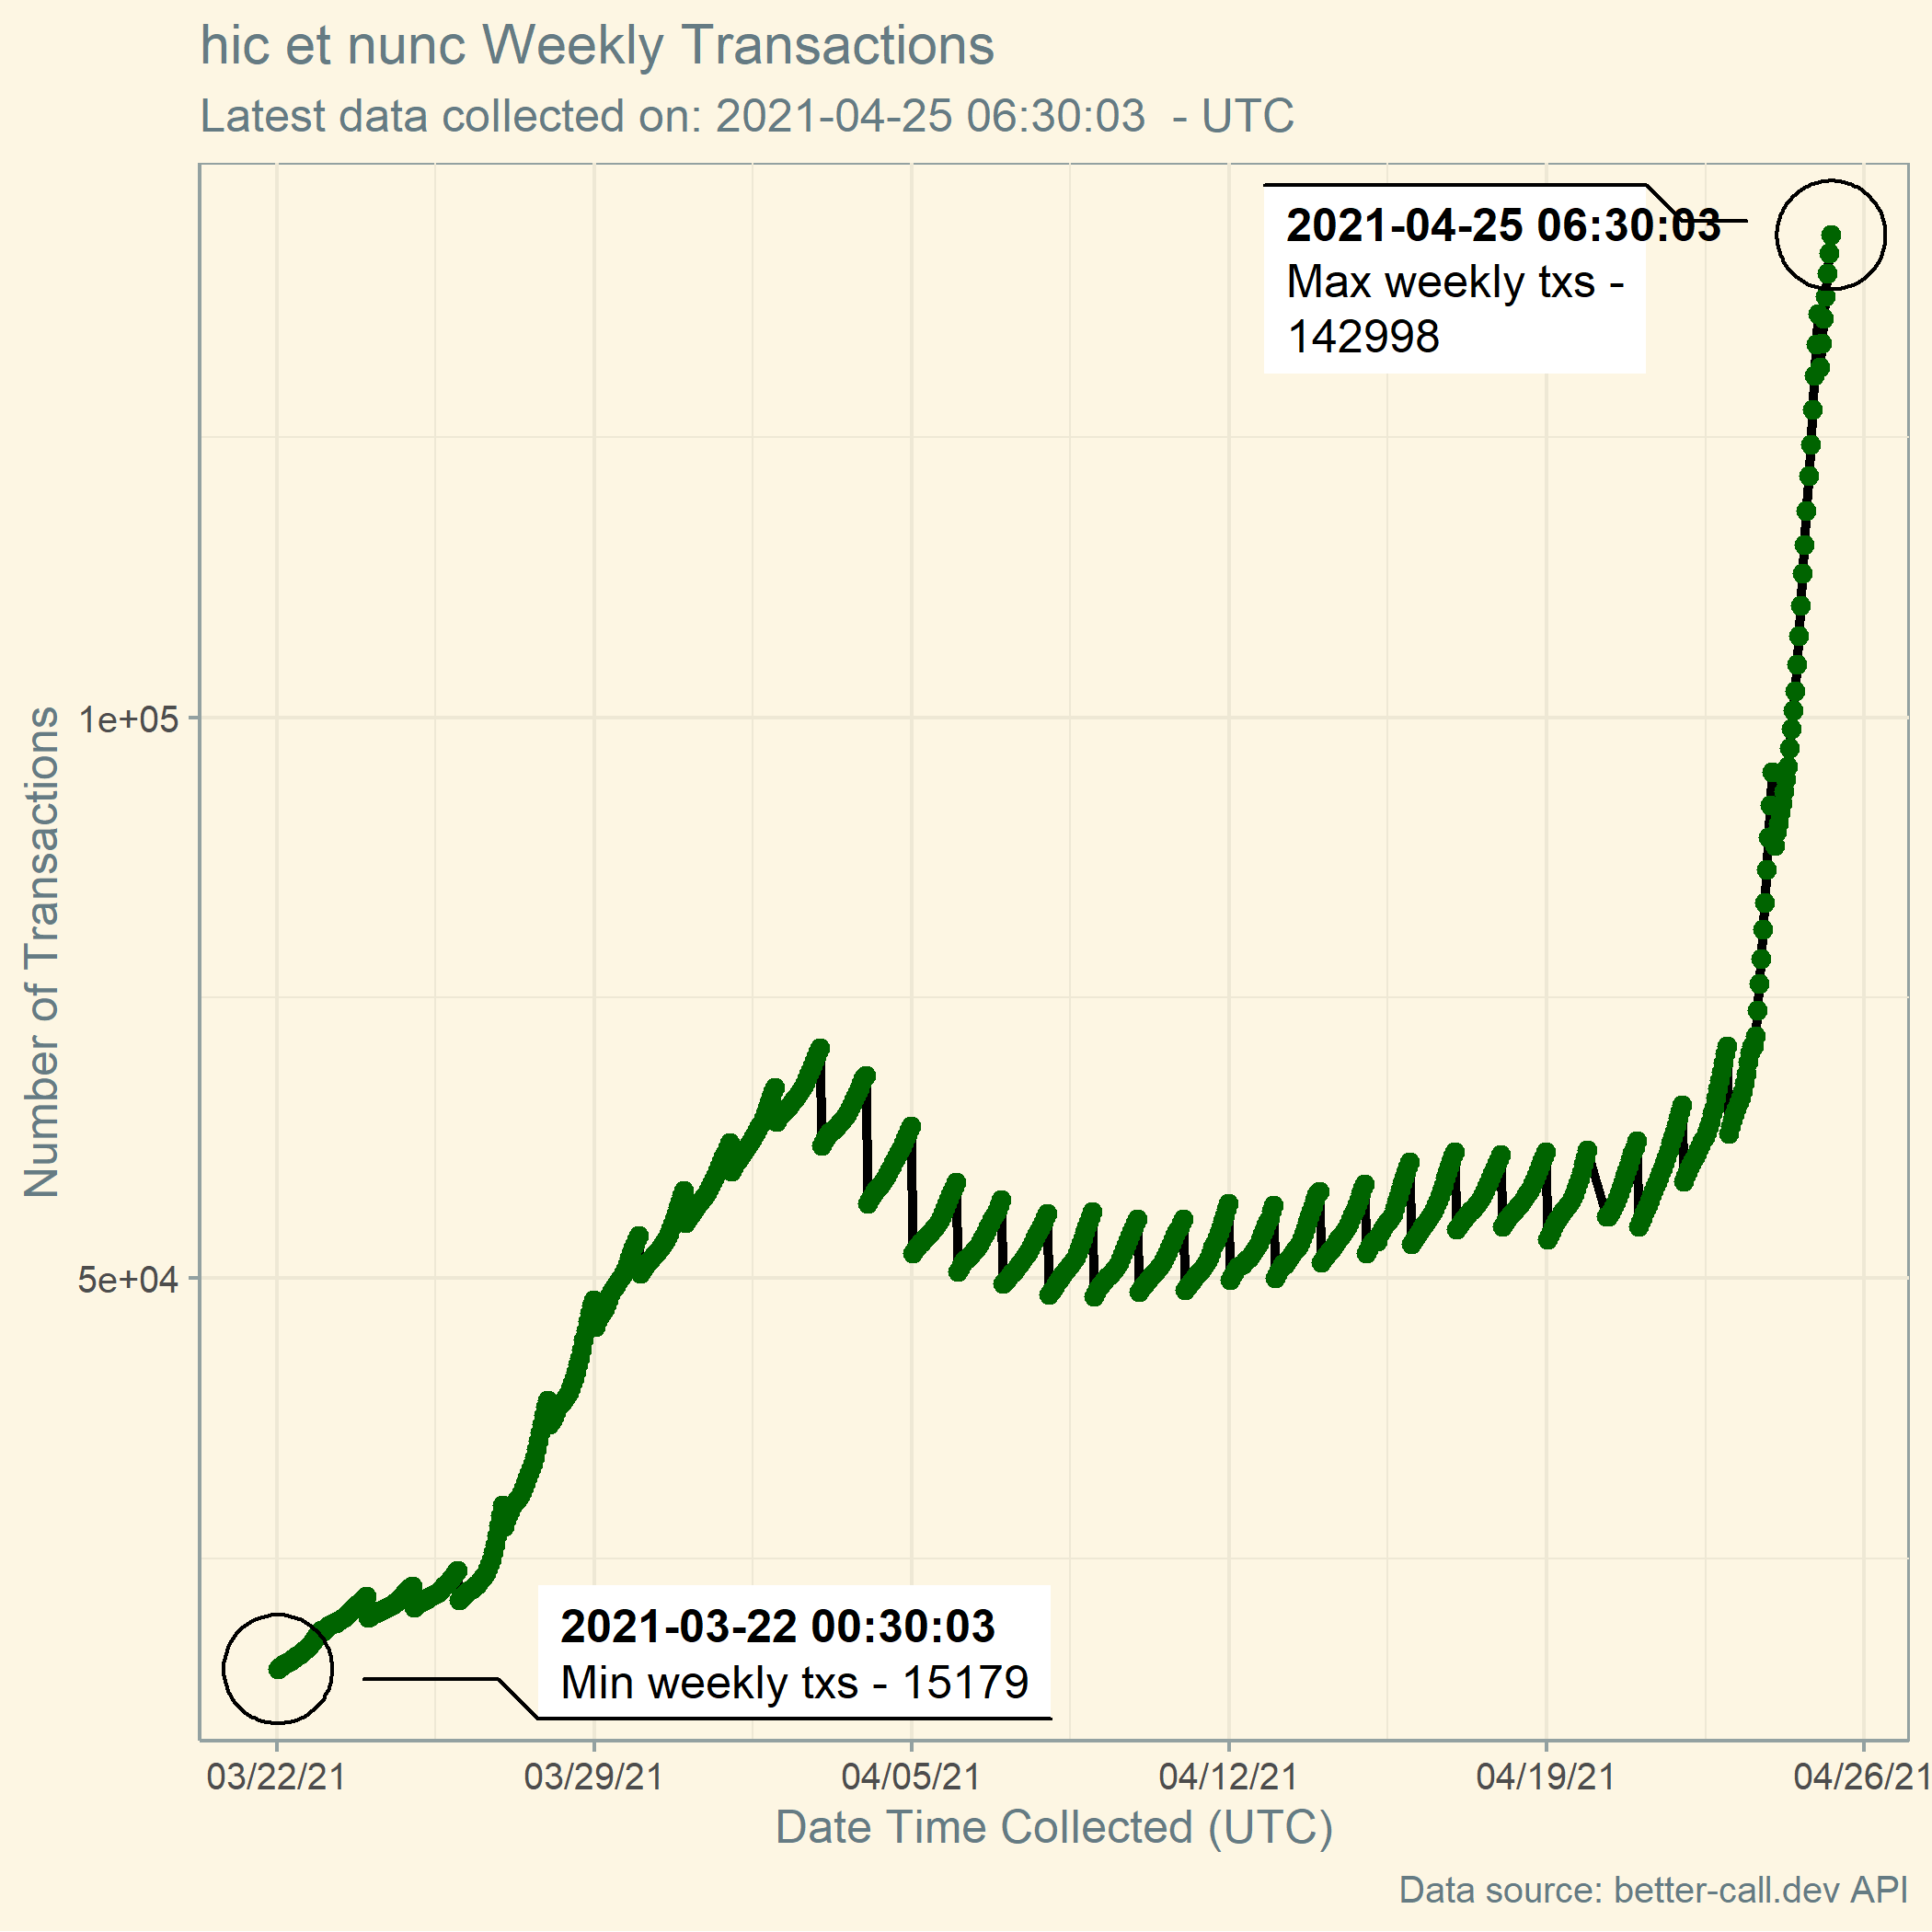 hic et nunc Weekly Transactions
Latest data collected on: 2021-04-25 06:30:03  - UTC
2021-04-25 06:30:03
Max weekly txs -
142998
Number of Transactions
1e+05
5e+04
2021-03-22 00:30:03
Min weekly txs - 15179
03/22/21 03/29/21 04/05/21 04/12/21 04/19/21 04/26/21
Date Time Collected (UTC)
Data source: better-call.dev API